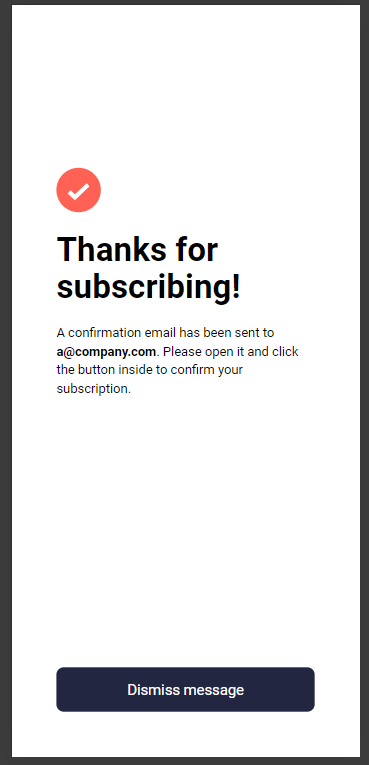 Thanks for
subscribing!
A confirmation email has been sent to
a@company.com. Please open it and click
the button inside to confirm your
subscription.
Dismiss message